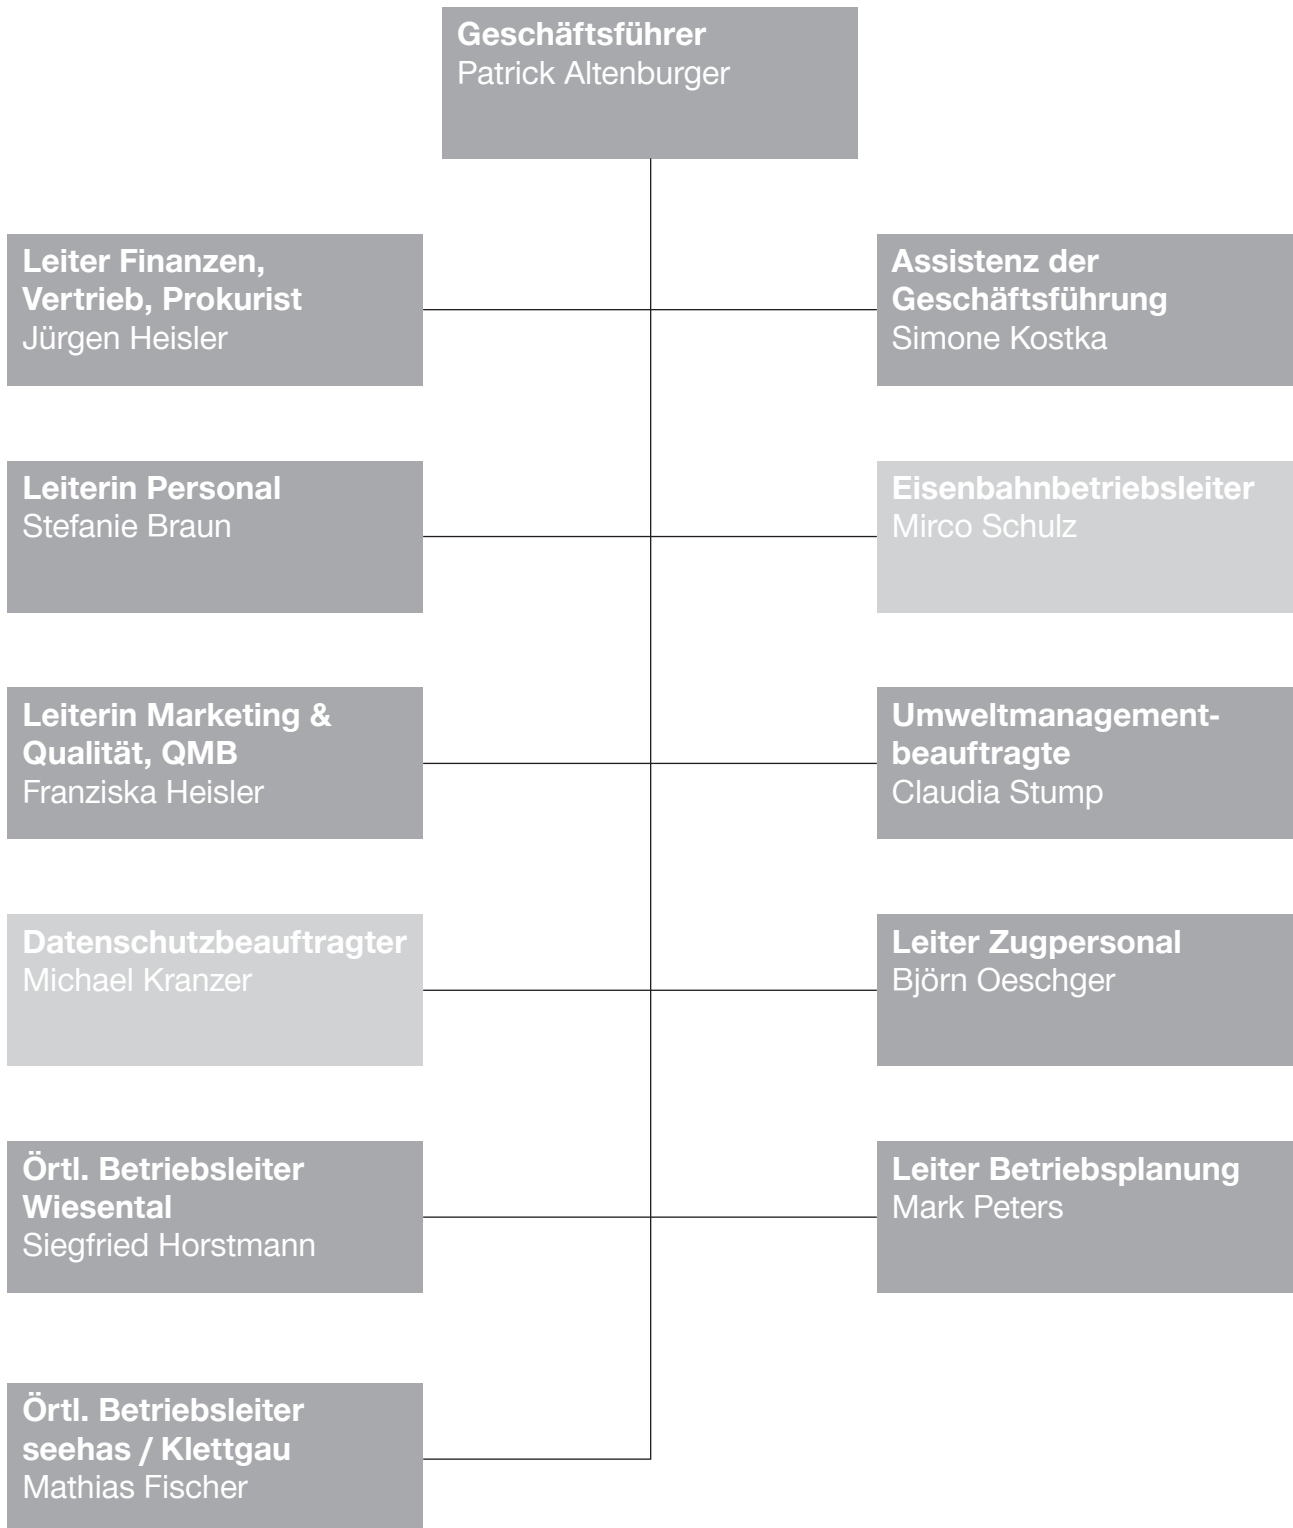 Geschäftsführer
Patrick Altenburger
Leiter Finanzen,
Vertrieb, Prokurist
Jürgen Heisler
Assistenz der
Geschäftsführung
Simone Kostka
Leiterin Personal
Stefanie Braun
Eisenbahnbetriebsleiter
Mirco Schulz
Leiterin Marketing &
Qualität, QMB
Franziska Heisler
Umweltmanagement-
beauftragte
Claudia Stump
Datenschutzbeauftragter
Michael Kranzer
Leiter Zugpersonal
Björn Oeschger
Örtl. Betriebsleiter
Wiesental
Siegfried Horstmann
Leiter Betriebsplanung
Mark Peters
Örtl. Betriebsleiter
seehas / Klettgau
Mathias Fischer